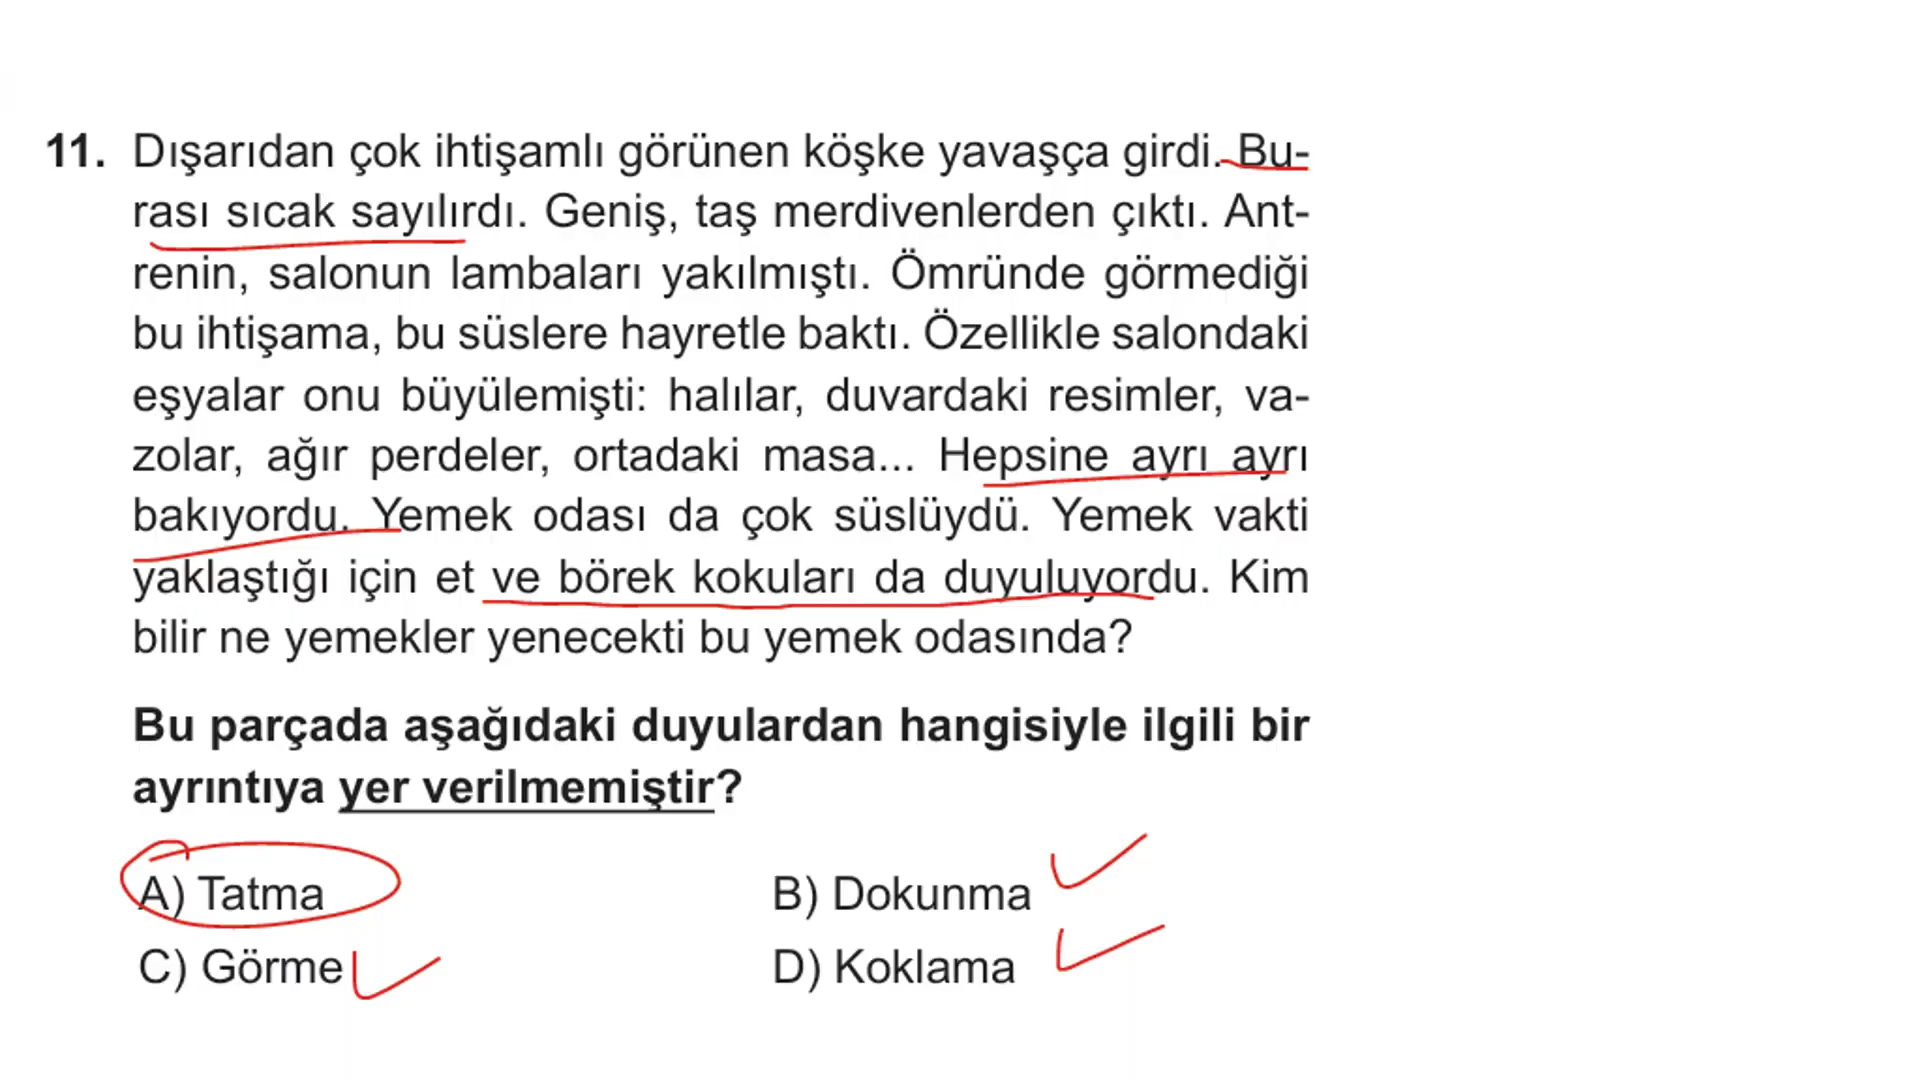 11. Dışarıdan çok ihtişamlı görünen köşke yavaşça girdi. Bu-
rası sıcak sayılırdı. Geniş, taş merdivenlerden çıktı. Ant-
renin, salonun lambaları yakılmıştı. Ömründe görmediği
bu ihtişama, bu süslere hayretle baktı. Özellikle salondaki
eşyalar onu büyülemişti: halılar, duvardaki resimler, va-
zolar, ağır perdeler, ortadaki masa... Hepsine ayrı ayrı
bakıyordu. Yemek odası da çok süslüydü. Yemek vakti
yaklaştığı için et ve börek kokuları da duyuluyordu. Kim
bilir ne yemekler yenecekti bu yemek odasında?
Bu parçada aşağıdaki duyulardan hangisiyle ilgili bir
ayrıntıya yer verilmemiştir?
A) Tatma
B) Dokunma
C) Görme
D) Koklama